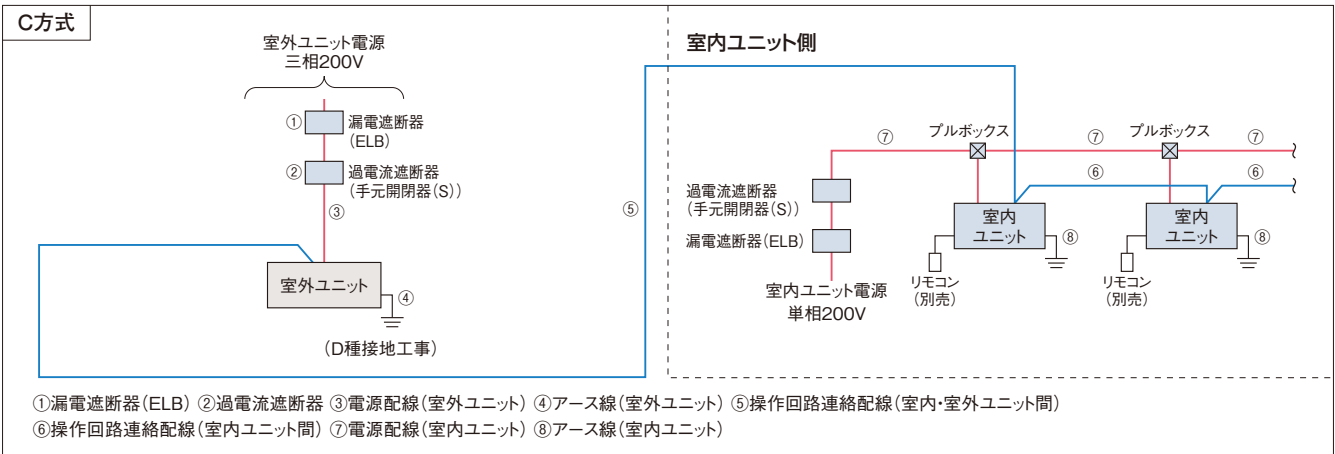 C方式
室外ユニット電源
三相200V
① 漏電遮断器
(ELB)
② 過電流遮断器
(手元開閉器(S))
③
室外ユニット
④
(D種接地工事)
⑤
室内ユニット側
⑦ プルボックス ⑦ プルボックス ⑦
⑥ ⑥
過電流遮断器
(手元開閉器(S))
漏電遮断器(ELB)
室内ユニット電源
単相200V
室内
ユニット
⑧
リモコン
(別売)
室内
ユニット
⑧
リモコン
(別売)
①漏電遮断器(ELB) ②過電流遮断器 ③電源配線(室外ユニット) ④アース線(室外ユニット) ⑤操作回路連絡配線(室内・室外ユニット間)
⑥操作回路連絡配線(室内ユニット間) ⑦電源配線(室内ユニット) ⑧アース線(室内ユニット)